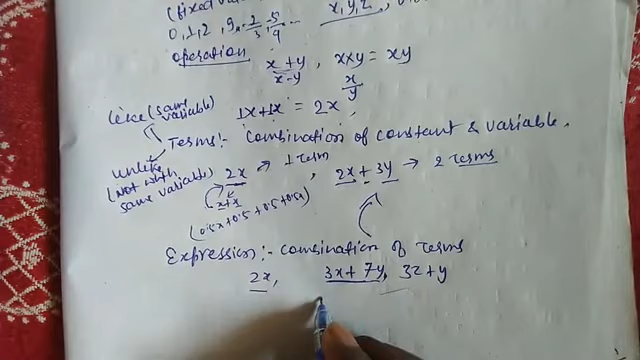 (fixed
0, 1, 2, 9, -2/3, -5/9 ... x, y, z,
operation
x + y, x × y = xy
x - y x/y
Like (same variable) 1x + 1x = 2x,
Terms:- Combination of constant & variable.
unlike (Not with same variable) 2x → 1 term, 2x + 3y → 2 terms
x+x
(0.5x+0.5+0.5+0.5x)
Expression:- combination of terms
2x, 3x + 7y, 3z + y